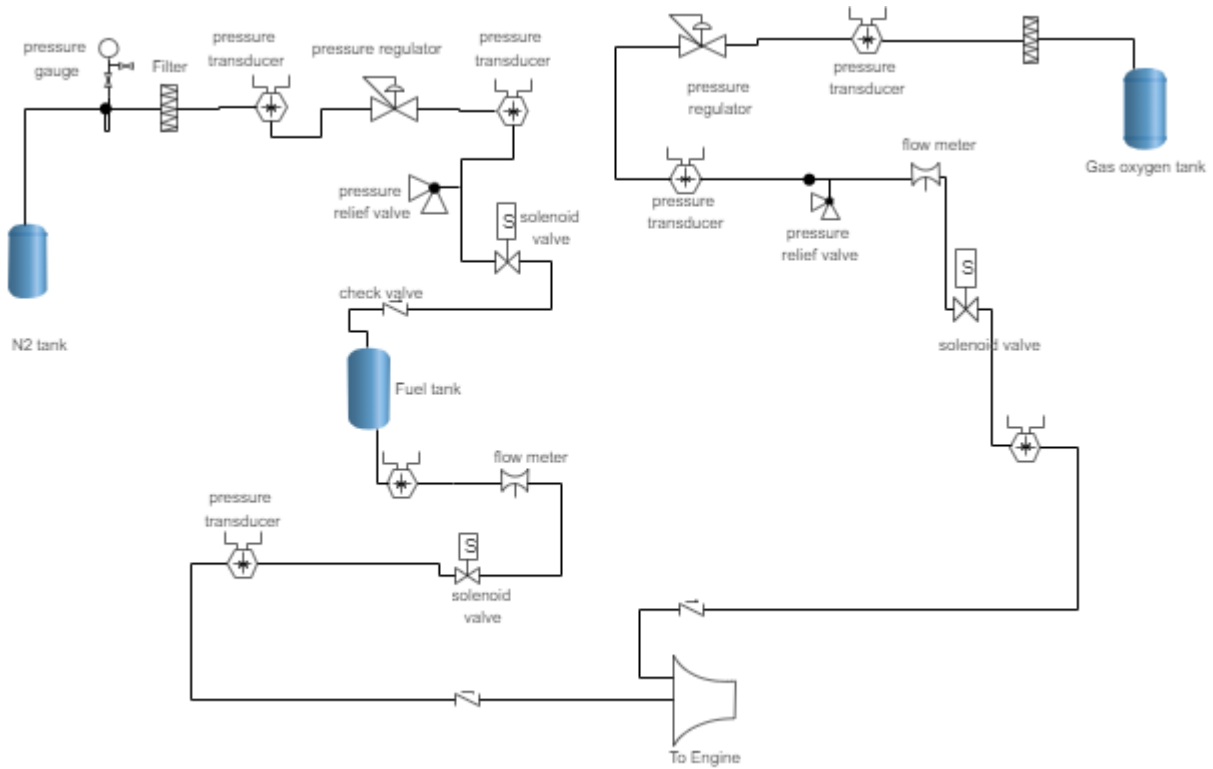 pressure
gauge
Filter
pressure
transducer
pressure regulator
pressure
transducer
pressure
regulator
pressure
transducer
Gas oxygen tank
flow meter
pressure
relief valve
S
solenoid
valve
pressure
transducer
pressure
relief valve
S
solenoid valve
check valve
N2 tank
Fuel tank
flow meter
pressure
transducer
S
solenoid
valve
To Engine